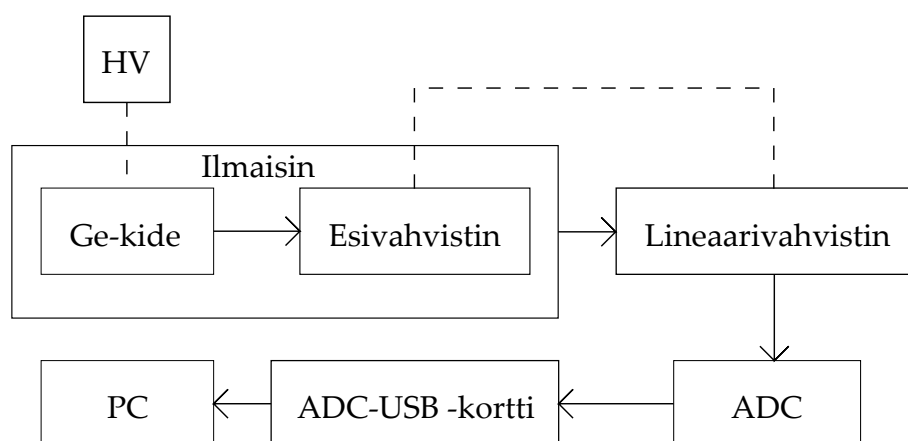 HV
Ilmaisin
Ge-kide
Esivahvistin
Lineaarivahvistin
PC
ADC-USB -kortti
ADC